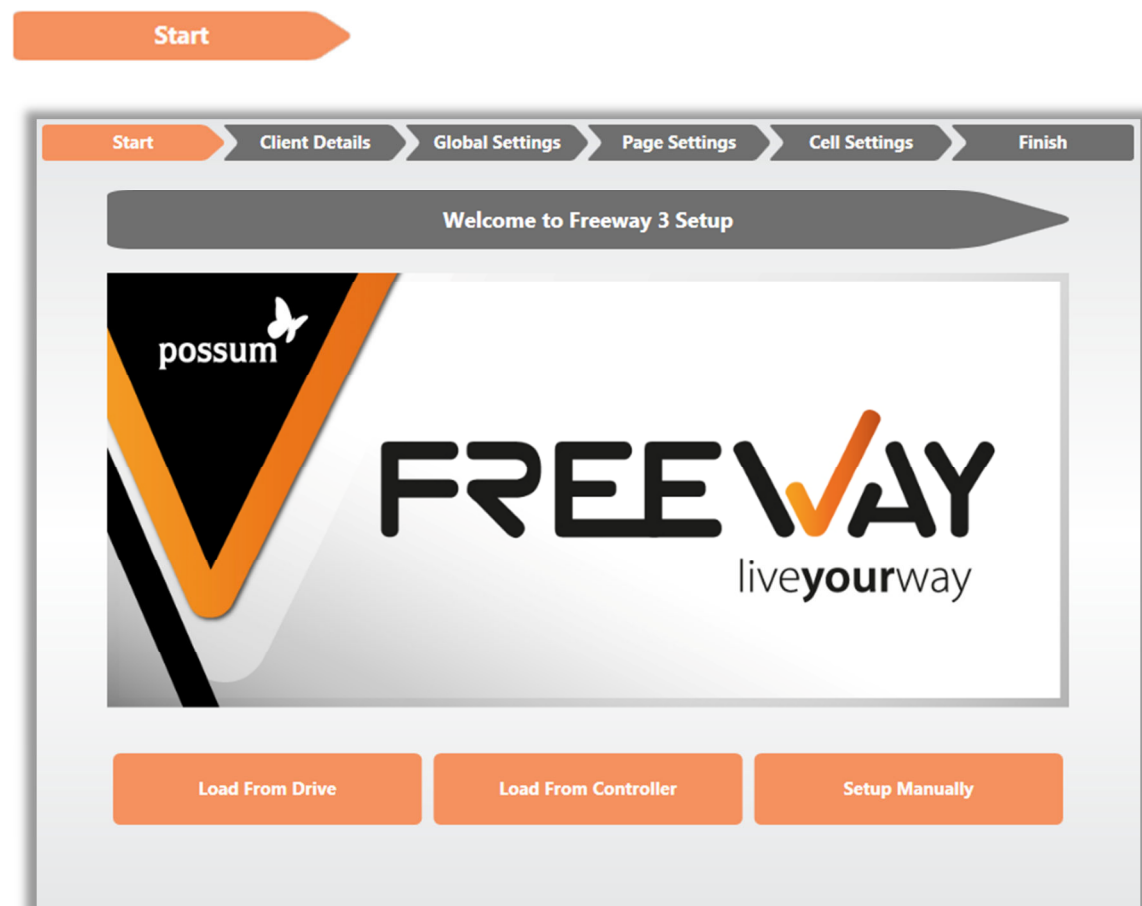 Start
Start Client Details Global Settings Page Settings Cell Settings Finish
Welcome to Freeway 3 Setup
possum
FREEWAY
liveyourway
Load From Drive Load From Controller Setup Manually